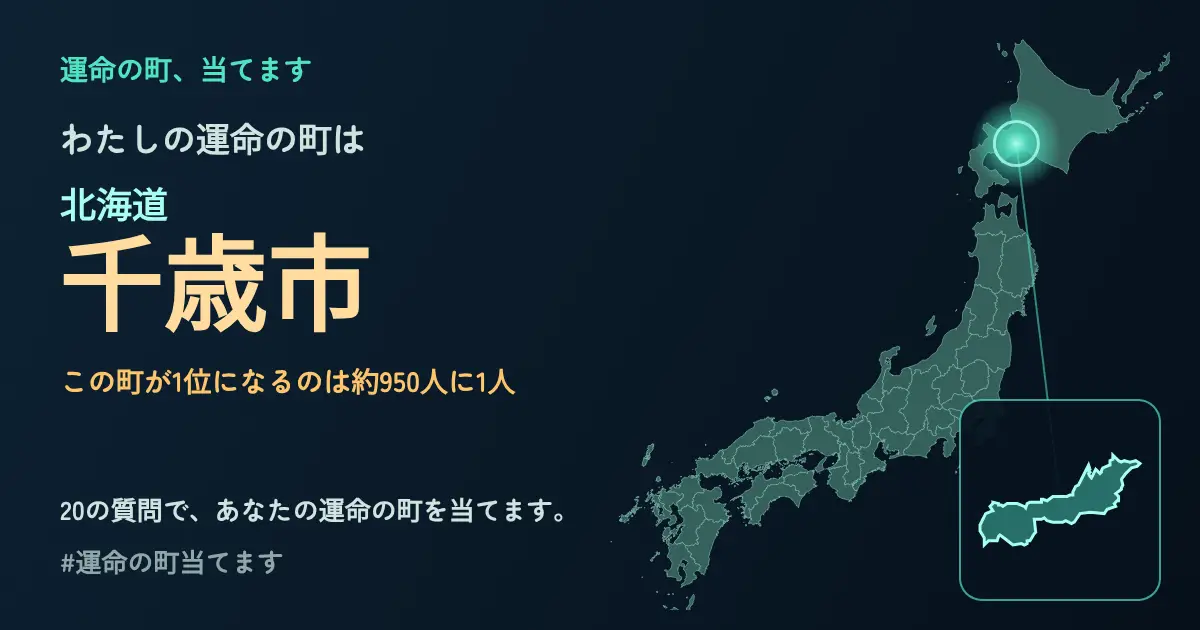 運命の町、当てます
わたしの運命の町は
北海道
千歳市
この町が1位になるのは約950人に1人
20の質問で、あなたの運命の町を当てます。
#運命の町当てます